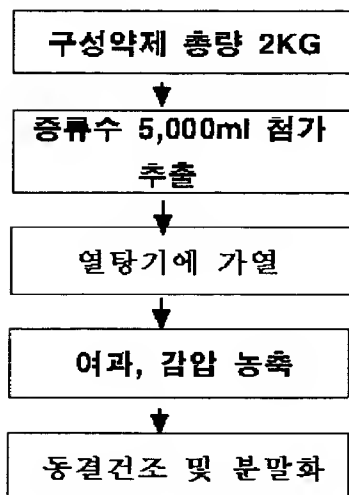 구성약제 총량 2KG
증류수 5,000ml 첨가
추출
열탕기에 가열
여과, 감압 농축
동결건조 및 분말화